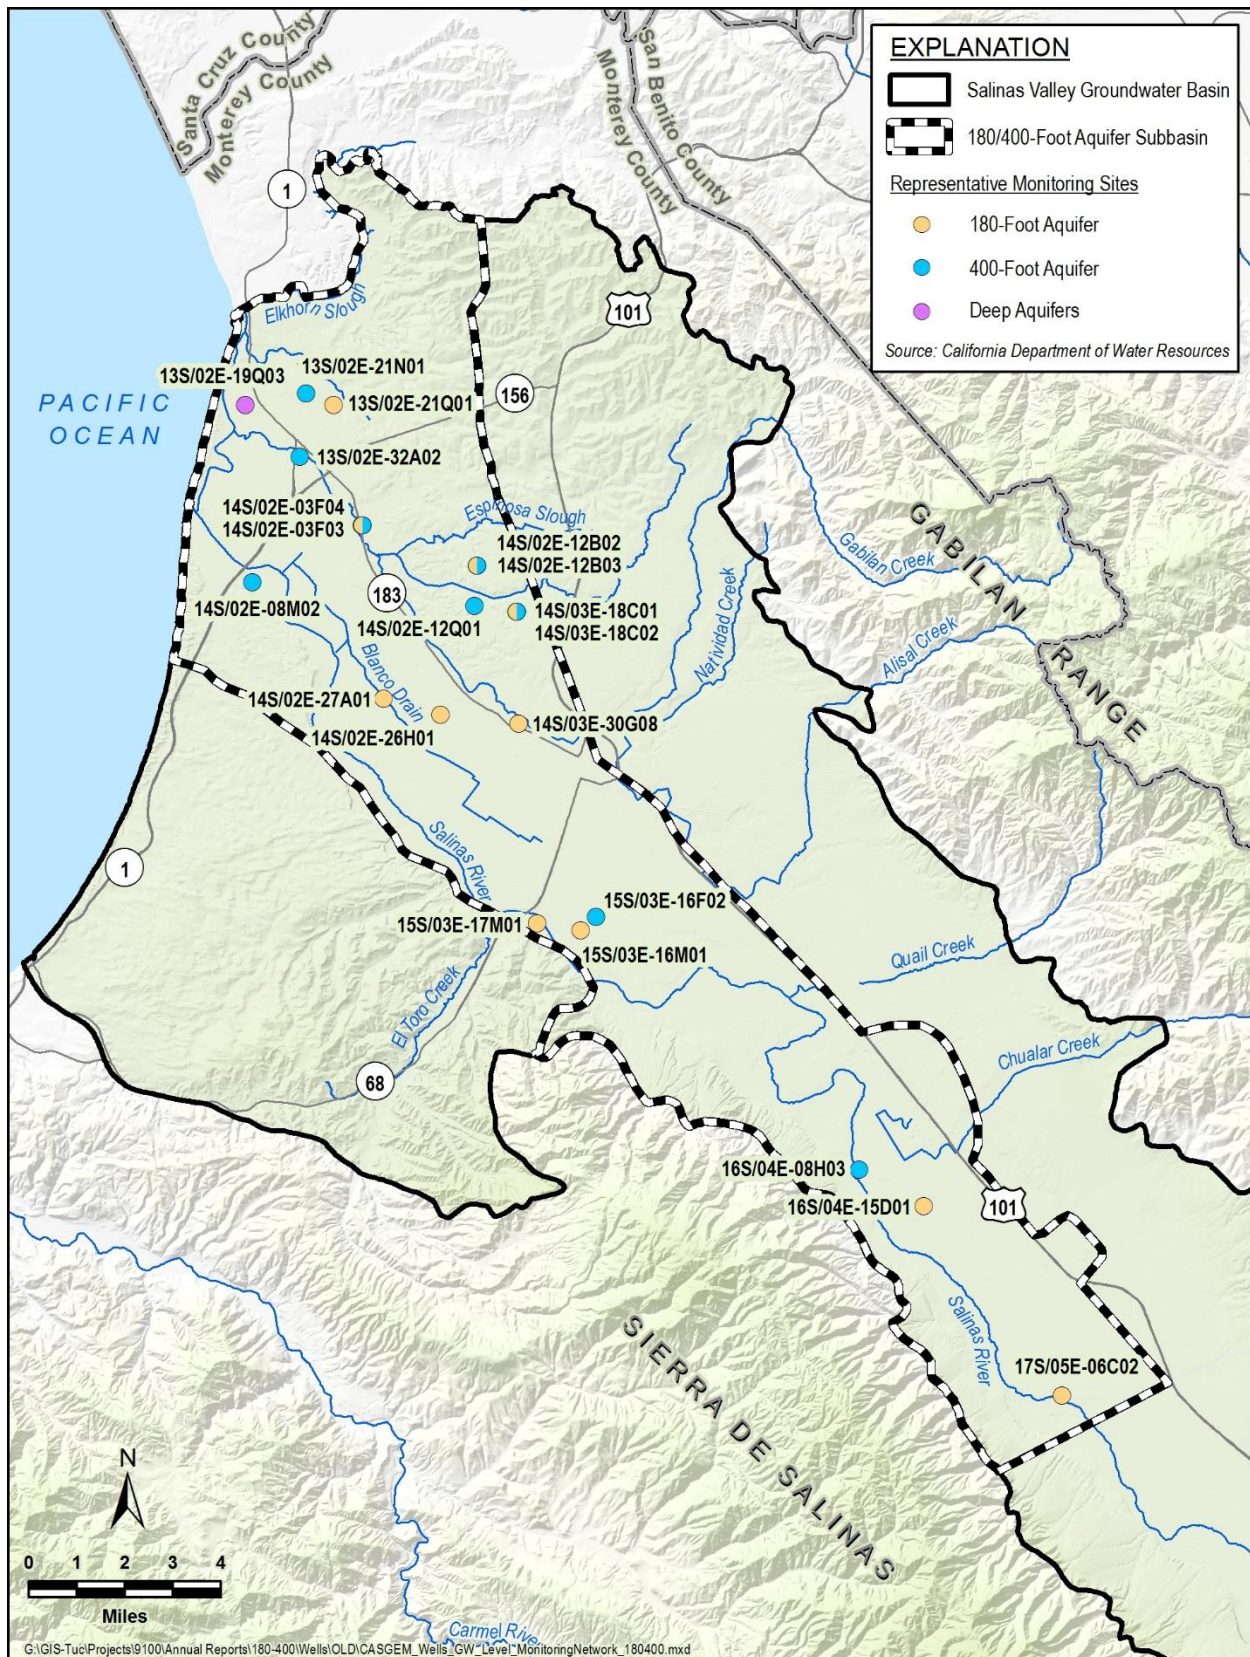 Santa Cruz County
Monterey County
San Benito County
Monterey County
EXPLANATION
Salinas Valley Groundwater Basin
180/400-Foot Aquifer Subbasin
Representative Monitoring Sites
180-Foot Aquifer
400-Foot Aquifer
Deep Aquifers
Source: California Department of Water Resources
1
101
Elkhorn Slough
13S/02E-19Q03
13S/02E-21N01
156
13S/02E-21Q01
PACIFIC
OCEAN
13S/02E-32A02
14S/02E-03F04
14S/02E-03F03
Espinosa Slough
14S/02E-12B02
14S/02E-12B03
GABILAN
RANGE
Gabilan Creek
14S/02E-08M02
183
14S/02E-12Q01
14S/03E-18C01
14S/03E-18C02
Natividad Creek
Alisal Creek
Blanco Drain
14S/02E-27A01
14S/02E-26H01
14S/03E-30G08
Salinas River
1
15S/03E-16F02
15S/03E-17M01
15S/03E-16M01
Quail Creek
El Toro Creek
Chualar Creek
68
16S/04E-08H03
16S/04E-15D01
101
Salinas River
17S/05E-06C02
SIERRA DE SALINAS
N
0 1 2 3 4
Miles
Carmel River
G:\GIS-Tuc\Projects\9100\Annual Reports\180-400\Wells\OLD\CASGEM_Wells_GW_Level_MonitoringNetwork_180400.mxd